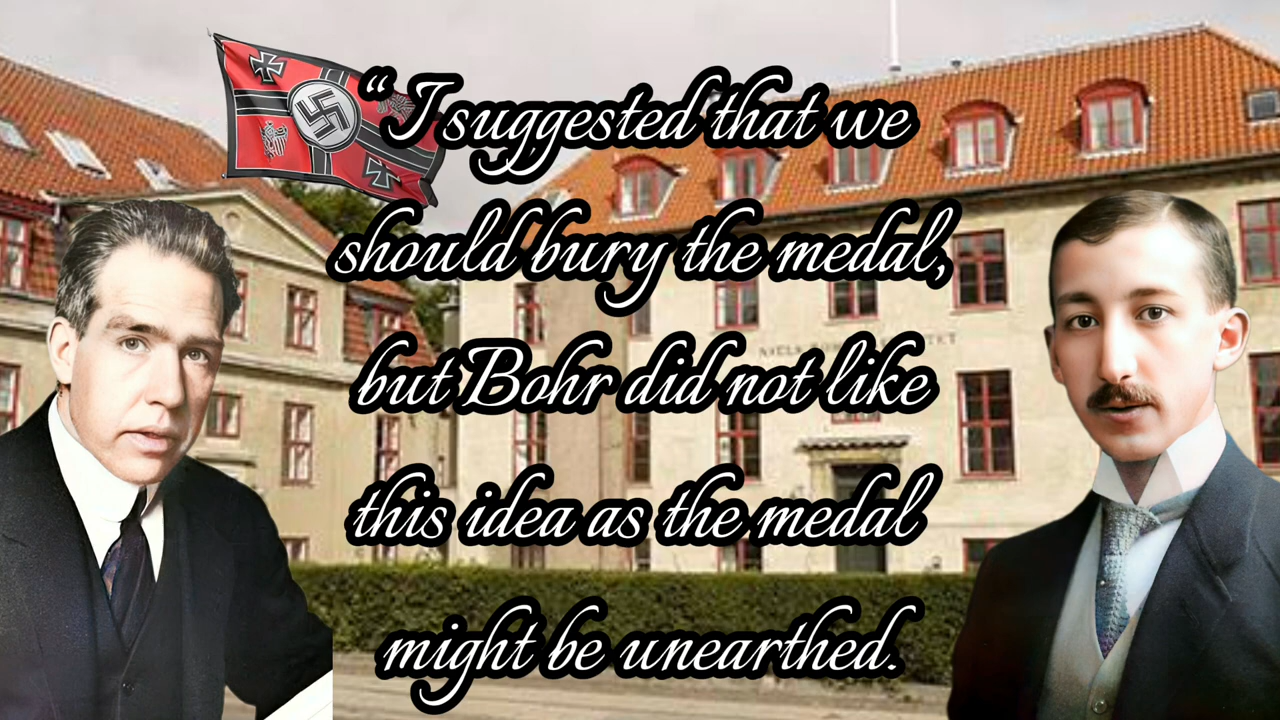 “ I suggested that we
should bury the medal,
but Bohr did not like
this idea as the medal
might be unearthed.